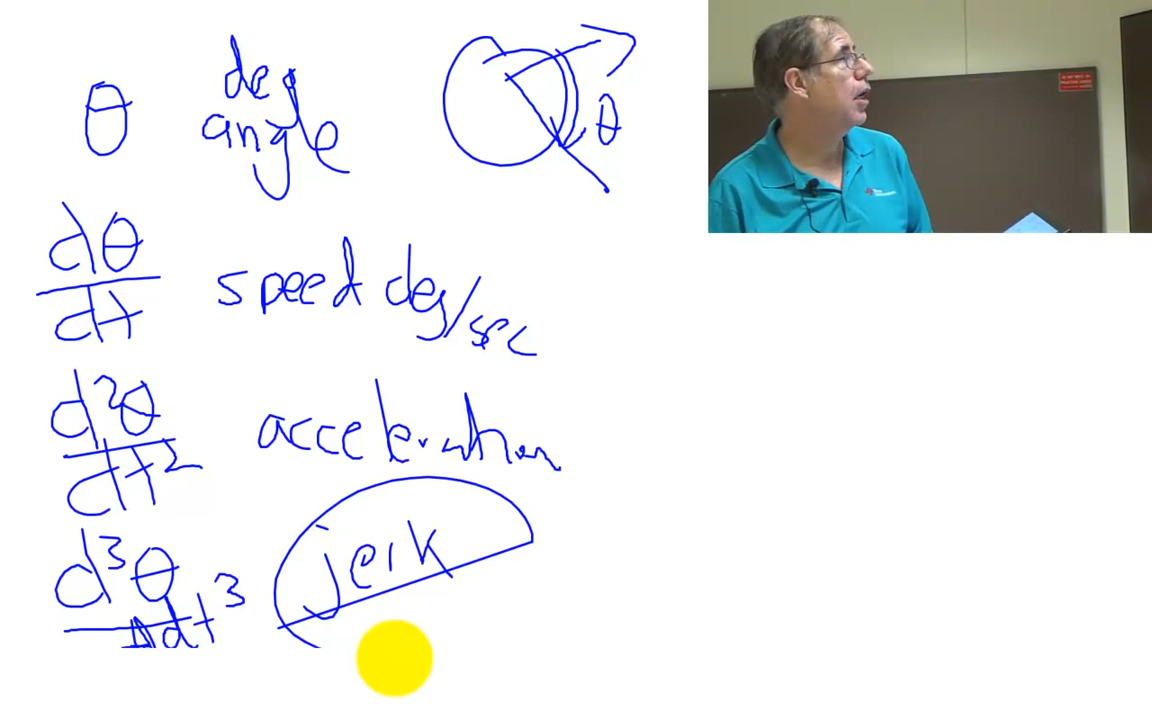 θ deg
angle
θ
dθ
dt speed deg/sec
d²θ
dt² acceleration
d³θ
dt³ jerk